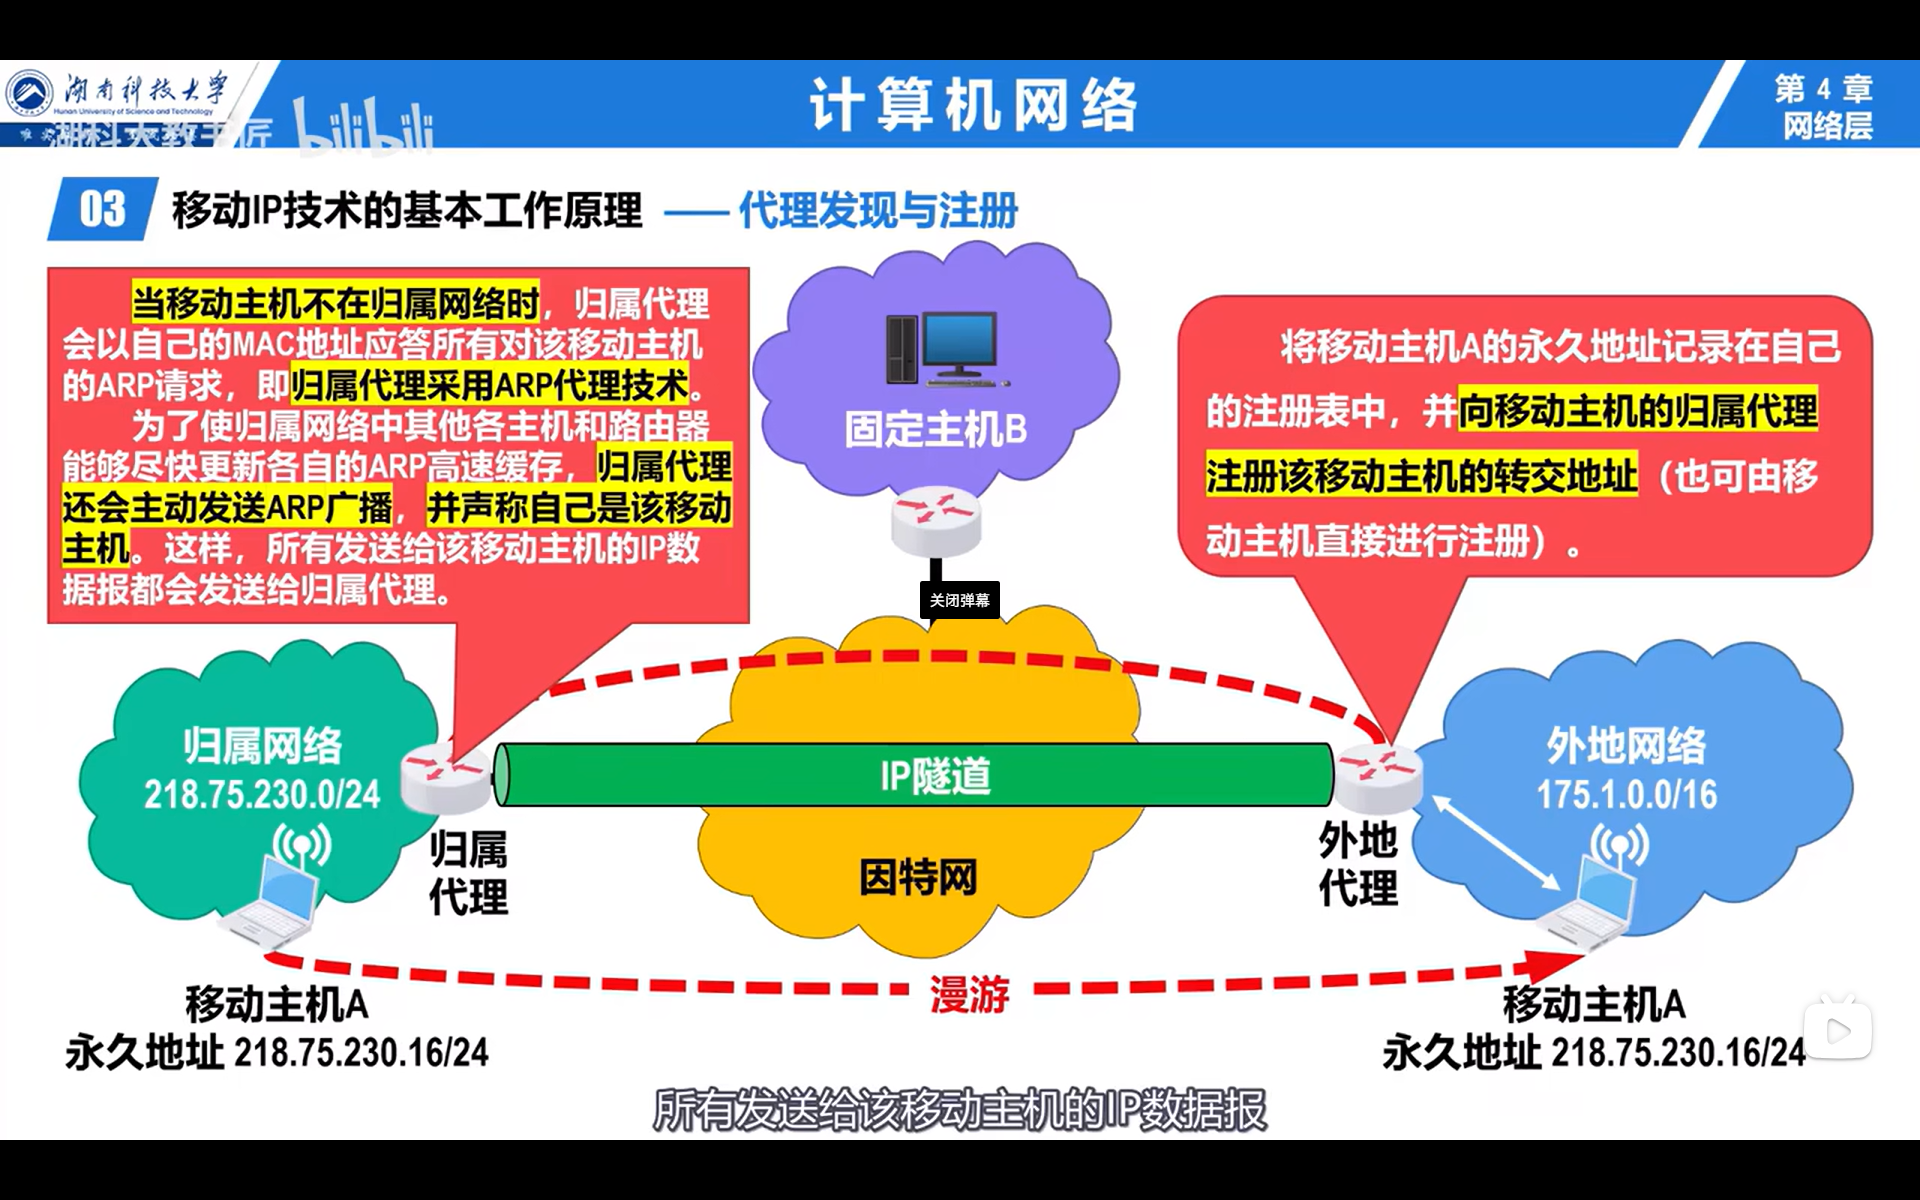 湖南科技大学
Hunan University of Science and Technology
湖科大教书匠 bilibili
计算机网络
第 4 章
网络层
03 移动IP技术的基本工作原理 —— 代理发现与注册
当移动主机不在归属网络时，归属代理
会以自己的MAC地址应答所有对该移动主机
的ARP请求，即归属代理采用ARP代理技术。
为了使归属网络中其他各主机和路由器
能够尽快更新各自的ARP高速缓存，归属代理
还会主动发送ARP广播，并声称自己是该移动
主机。这样，所有发送给该移动主机的IP数
据报都会发送给归属代理。
固定主机B
将移动主机A的永久地址记录在自己
的注册表中，并向移动主机的归属代理
注册该移动主机的转交地址（也可由移
动主机直接进行注册）。
关闭弹幕
归属网络
218.75.230.0/24
归属
代理
IP隧道
因特网
外地
代理
外地网络
175.1.0.0/16
漫游
移动主机A
永久地址 218.75.230.16/24
移动主机A
永久地址 218.75.230.16/24
所有发送给该移动主机的IP数据报